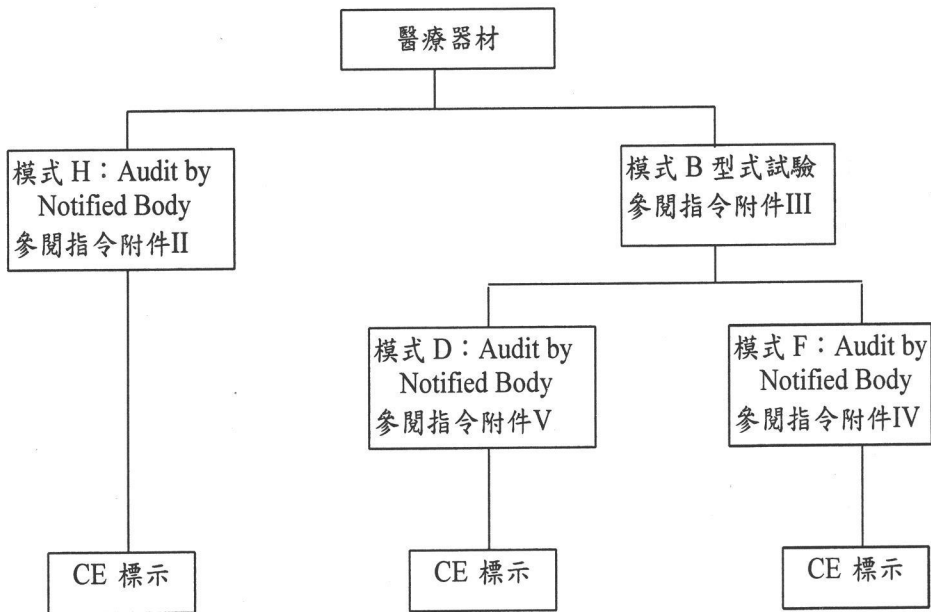 醫療器材
模式 H：Audit by
Notified Body
參閱指令附件II
模式 B 型式試驗
參閱指令附件III
模式 D：Audit by
Notified Body
參閱指令附件V
模式 F：Audit by
Notified Body
參閱指令附件IV
CE 標示
CE 標示
CE 標示